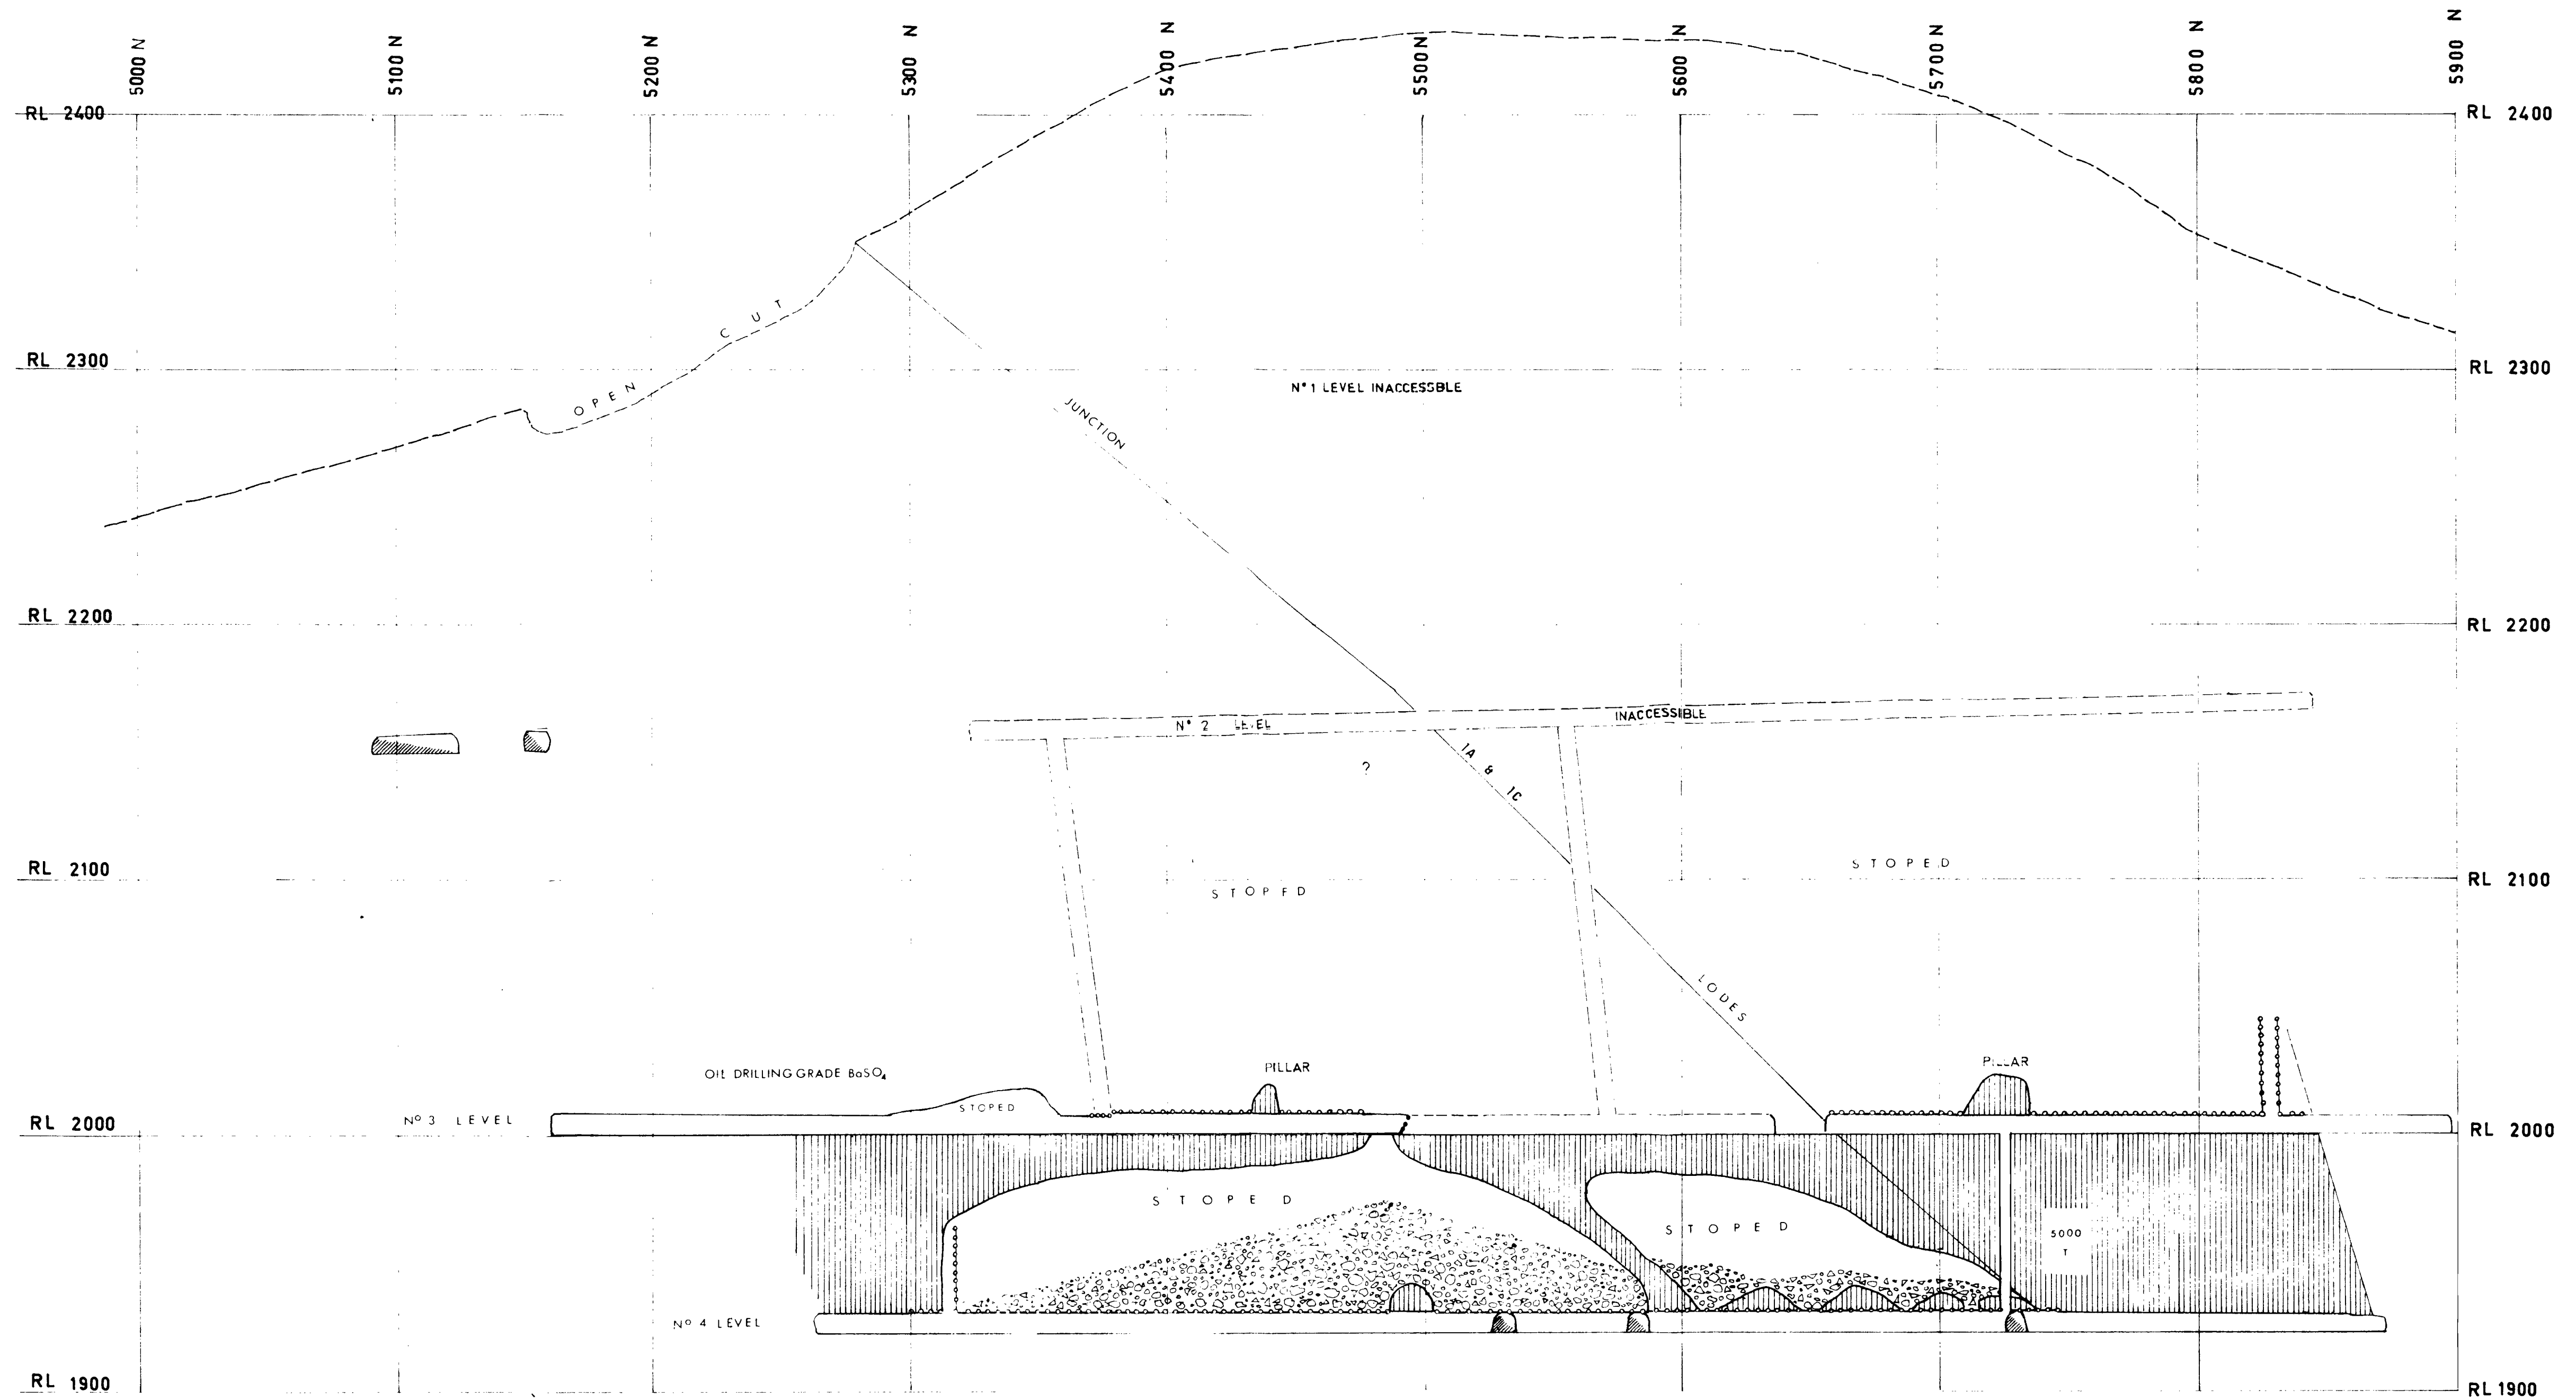 5000 N
5100 N
5200 N
5300 N
5400 N
5500 N
5600 N
5700 N
5800 N
5900 N
RL 2400
RL 2400
OPEN CUT
RL 2300
RL 2300
N° 1 LEVEL INACCESSBLE
JUNCTION
RL 2200
RL 2200
N° 2 LEVEL
INACCESSIBLE
?
1A & 1C
RL 2100
RL 2100
STOPED
STOPED
LODES
OIL DRILLING GRADE BaSO4
PILLAR
PILLAR
STOPED
N° 3 LEVEL
RL 2000
RL 2000
STOPED
STOPED
5000
T
N° 4 LEVEL
RL 1900
RL 1900